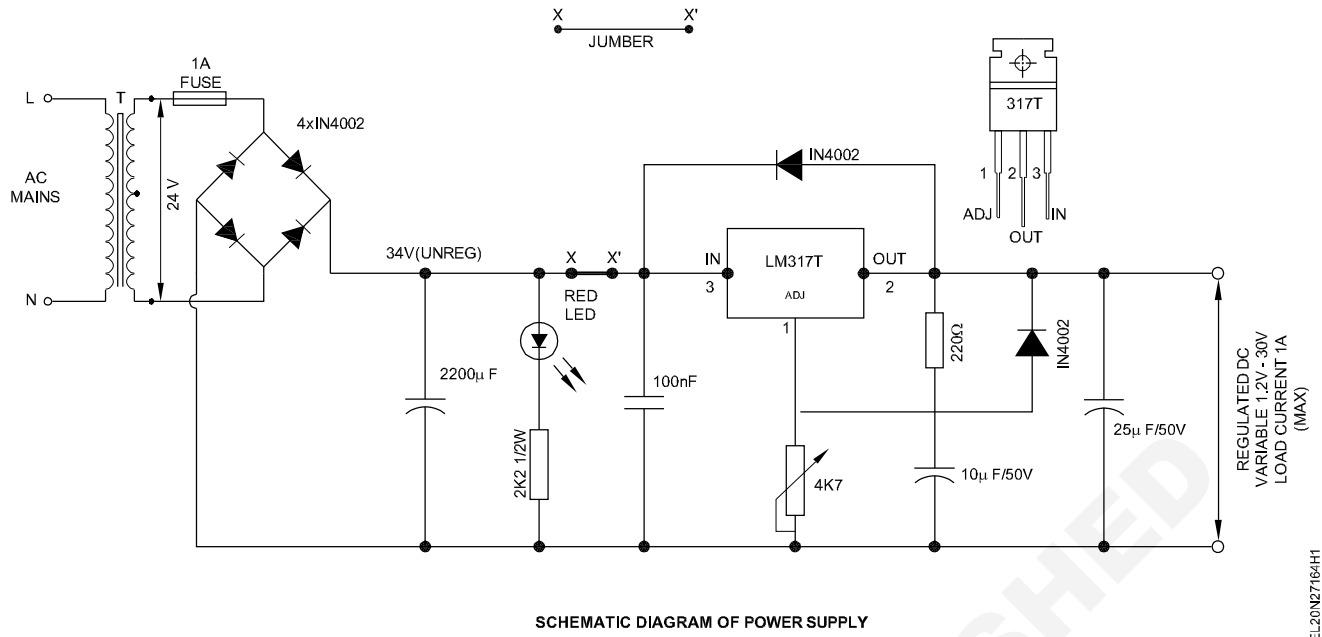 X X'
JUMBER
1A
FUSE
L T
4xIN4002
AC
MAINS
24 V
N
34V(UNREG)
X X'
RED
LED
2200µ F
2K2 1/2W
100nF
IN4002
IN LM317T OUT
3 ADJ 2
1
220Ω
IN4002
4K7
10µ F/50V
25µ F/50V
317T
1 2 3
ADJ IN
OUT
REGULATED DC
VARIABLE 1.2V - 30V
LOAD CURRENT 1A
(MAX)
SCHEMATIC DIAGRAM OF POWER SUPPLY
EL20N27164H1
SHED